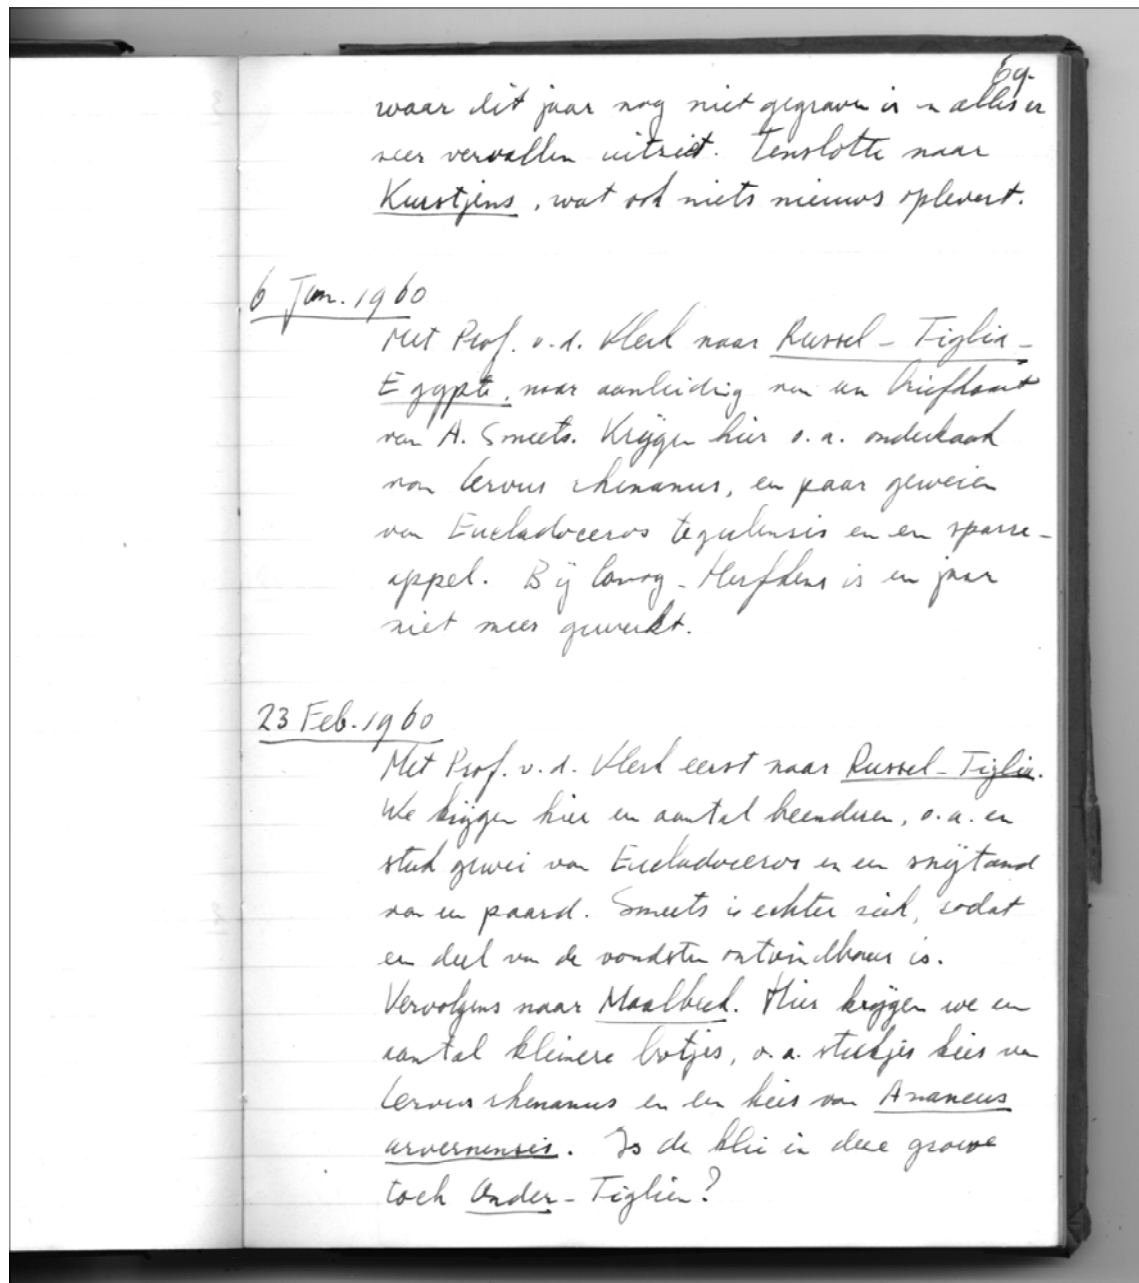 69.
waar dit jaar nog niet gegraven is en alles er
zeer vervallen uitziet. Tenslotte naar
Kurstjens, wat ook niets nieuws oplevert.
6 Jan. 1960
Met Prof. v.d. Vlerk naar Russel - Tiglia -
Egypte, naar aanleiding van een briefkaart
van A. Smeets. Krijgen hier o.a. onderkaak
van Cervus rhenanus, en paar geweien
van Eucladoceros tegulensis en een sparre-
appel. Bij Canoy - Herfkens is een jaar
niet meer gewerkt.
23 Feb. 1960
Met Prof. v.d. Vlerk eerst naar Russel - Tiglia.
We krijgen hier een aantal beenderen, o.a. een
stuk gewei van Eucladoceros en een snijtand
van een paard. Smeets is echter ziek, zodat
een deel van de vondsten onvindbaar is.
Vervolgens naar Maalbeek. Hier krijgen we een
aantal kleinere botjes, o.a. stukjes kies van
Cervus rhenanus en een kies van Anancus
arvernensis. Is de klei in deze groeve
toch Onder - Tiglien?